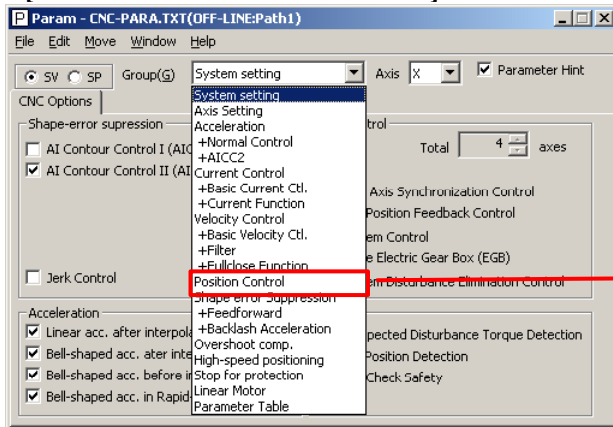 Param - CNC-PARA.TXT(OFF-LINE:Path1)
File Edit Move Window Help
SV SP Group(G) System setting Axis X Parameter Hint
CNC Options
System setting
Axis Setting
Acceleration
+Normal Control
+AICC2
Current Control
+Basic Current Ctl.
+Current Function
Velocity Control
+Basic Velocity Ctl.
+Filter
+Fullclose Function
Position Control
Shape error Suppression
+Feedforward
+Backlash Acceleration
Overshoot comp.
High-speed positioning
Stop for protection
Linear Motor
Parameter Table
Shape-error supression
AI Contour Control I (AIC
AI Contour Control II (AI
Jerk Control
trol
Total 4 axes
Axis Synchronization Control
Position Feedback Control
em Control
e Electric Gear Box (EGB)
em Disturbance Elimination Control
Acceleration
Linear acc. after interpola
Bell-shaped acc. ater inte
Bell-shaped acc. before i
Bell-shaped acc. in Rapid-
pected Disturbance Torque Detection
Position Detection
Check Safety